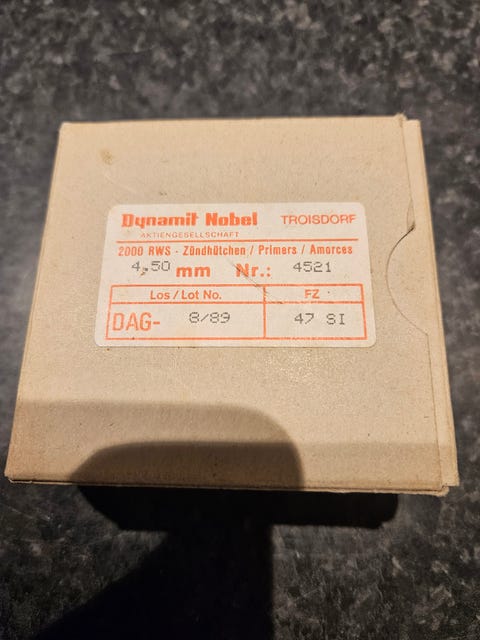 Dynamit Nobel TROISDORF
AKTIENGESELLSCHAFT
2000 RWS - Zündhütchen / Primers / Amorces
4,50 mm Nr.: 4521
Los / Lot No. FZ
DAG- 8/89 47 SI